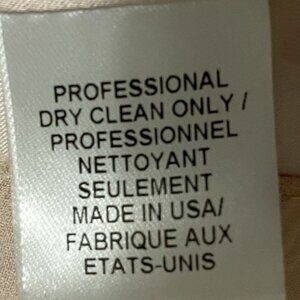 PROFESSIONAL
DRY CLEAN ONLY /
PROFESSIONNEL
NETTOYANT
SEULEMENT
MADE IN USA/
FABRIQUE AUX
ETATS-UNIS